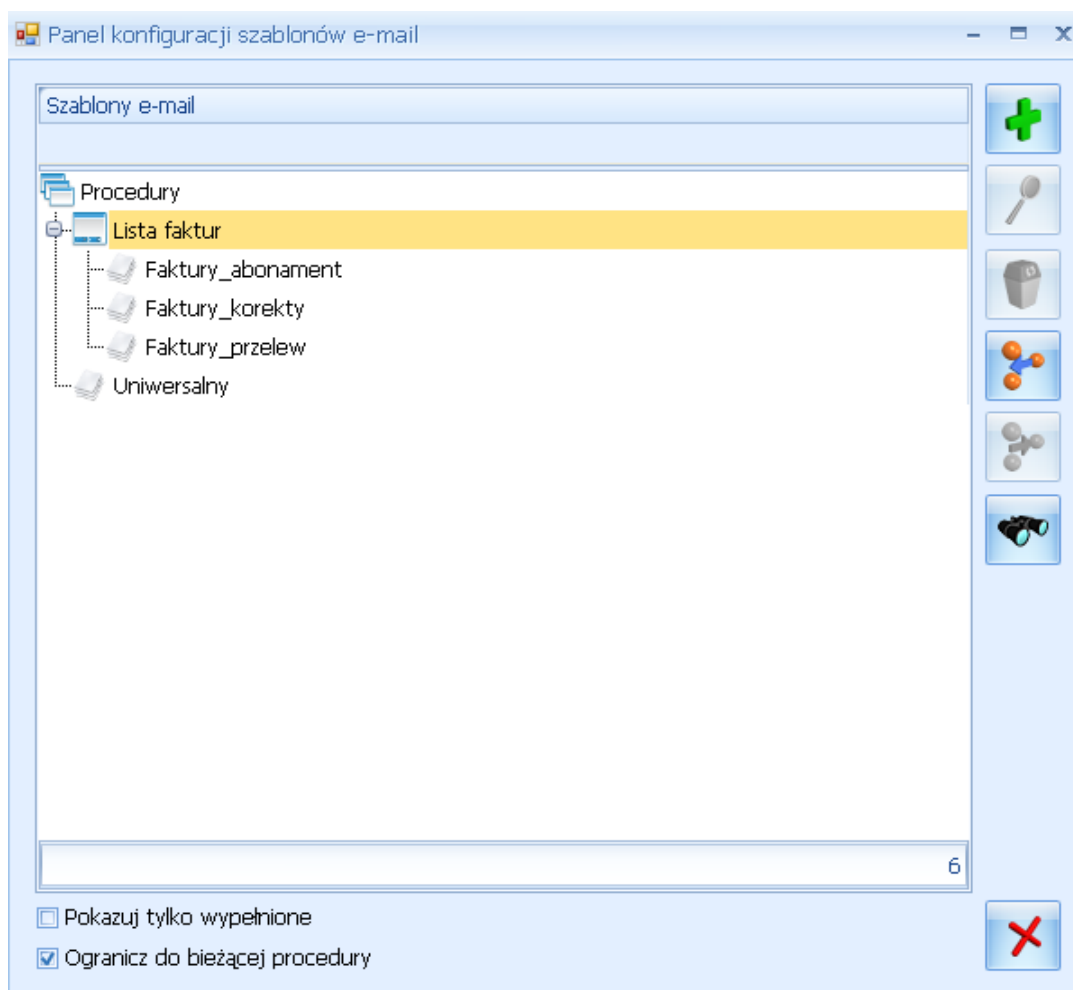 Panel konfiguracji szablonów e-mail
Szablony e-mail
Procedury
Lista faktur
Faktury_abonament
Faktury_korekty
Faktury_przelew
Uniwersalny
6
Pokazuj tylko wypełnione
Ogranicz do bieżącej procedury